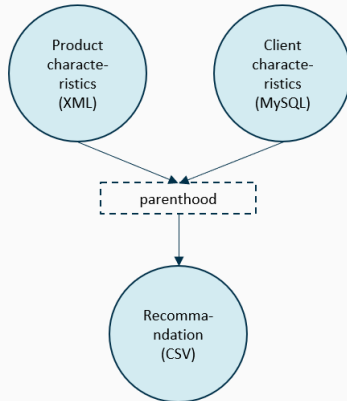 Product
characte-
ristics
(XML)
Client
characte-
ristics
(MySQL)
parenthood
Recomma-
ndation
(CSV)